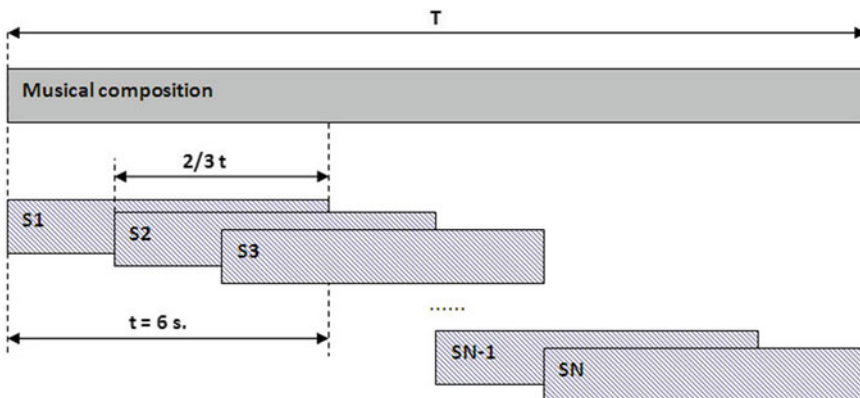 T
Musical composition
2/3 t
S1
S2
S3
......
t = 6 s.
SN-1
SN